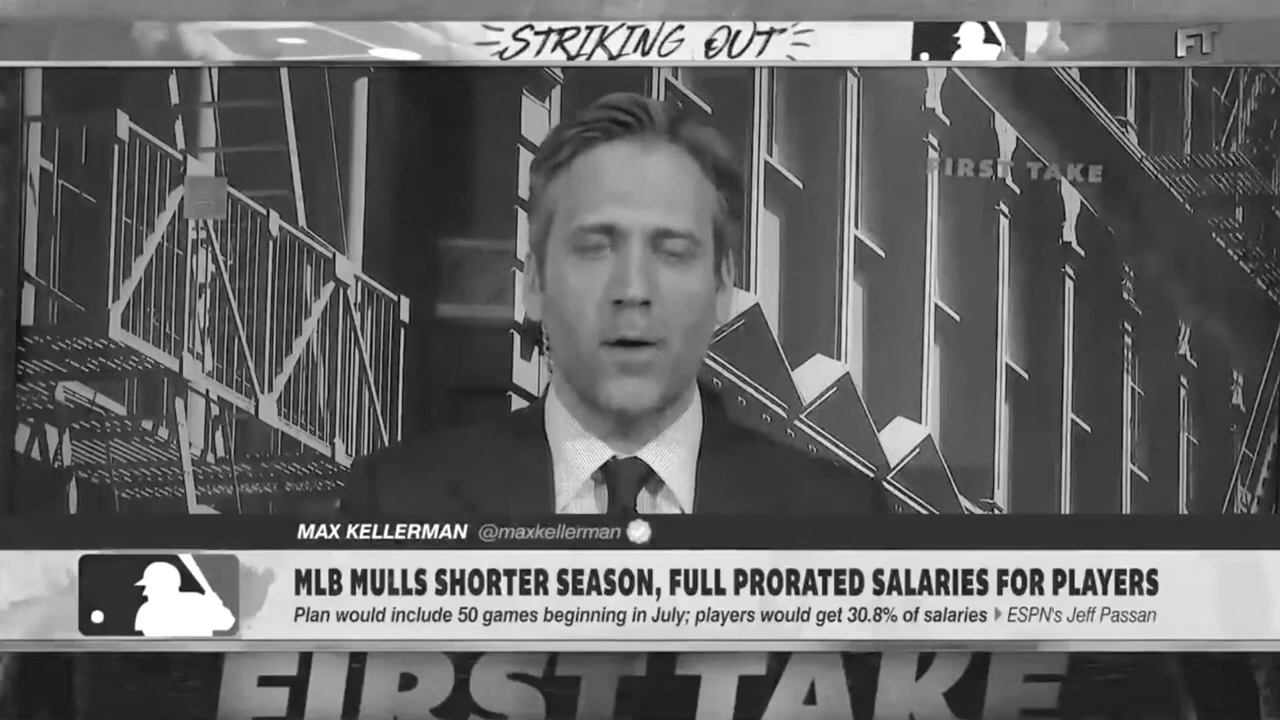 STRIKING OUT
FT
FIRST TAKE
MAX KELLERMAN @maxkellerman
MLB MULLS SHORTER SEASON, FULL PRORATED SALARIES FOR PLAYERS
Plan would include 50 games beginning in July; players would get 30.8% of salaries ▸ ESPN's Jeff Passan
FIRST TAKE